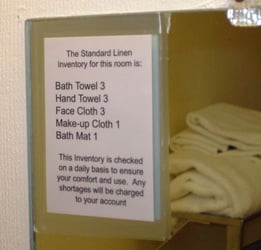 The Standard Linen
Inventory for this room is:
Bath Towel 3
Hand Towel 3
Face Cloth 3
Make-up Cloth 1
Bath Mat 1
This Inventory is checked
on a daily basis to ensure
your comfort and use. Any
shortages will be charged
to your account